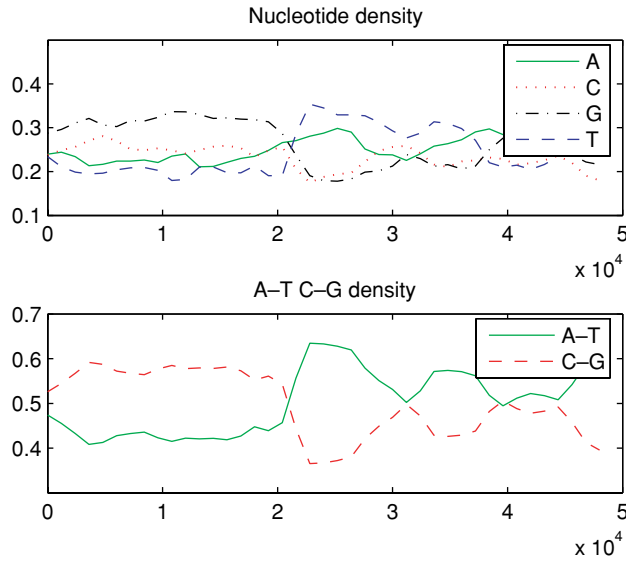 Nucleotide density
0.4
0.3
0.2
0.1
A
C
G
T
0 1 2 3 4 5
x 10^4
A–T C–G density
0.7
0.6
0.5
0.4
A–T
C–G
0 1 2 3 4 5
x 10^4